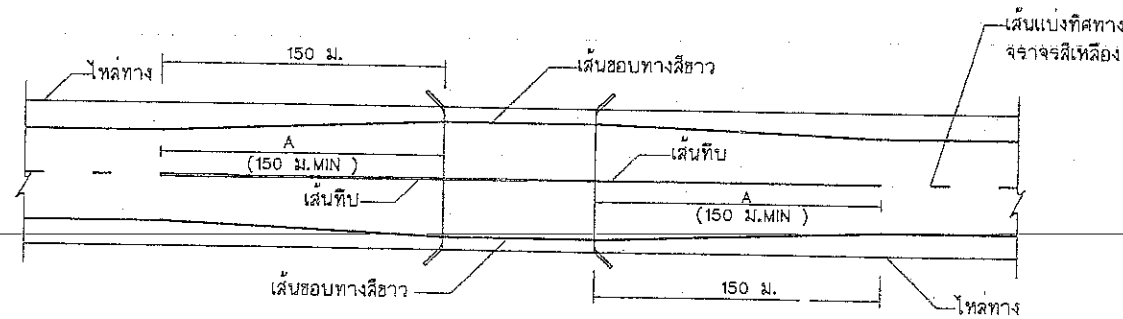 เส้นแบ่งทิศทาง
จราจรสีเหลือง
150 ม.
ไหล่ทาง
เส้นขอบทางสีขาว
A
(150 ม.MIN )
เส้นทึบ
เส้นทึบ
A
(150 ม.MIN )
เส้นขอบทางสีขาว
150 ม.
ไหล่ทาง